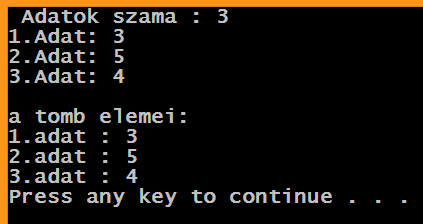 Adatok szama : 3
1.Adat: 3
2.Adat: 5
3.Adat: 4
a tomb elemei:
1.adat : 3
2.adat : 5
3.adat : 4
Press any key to continue . . .